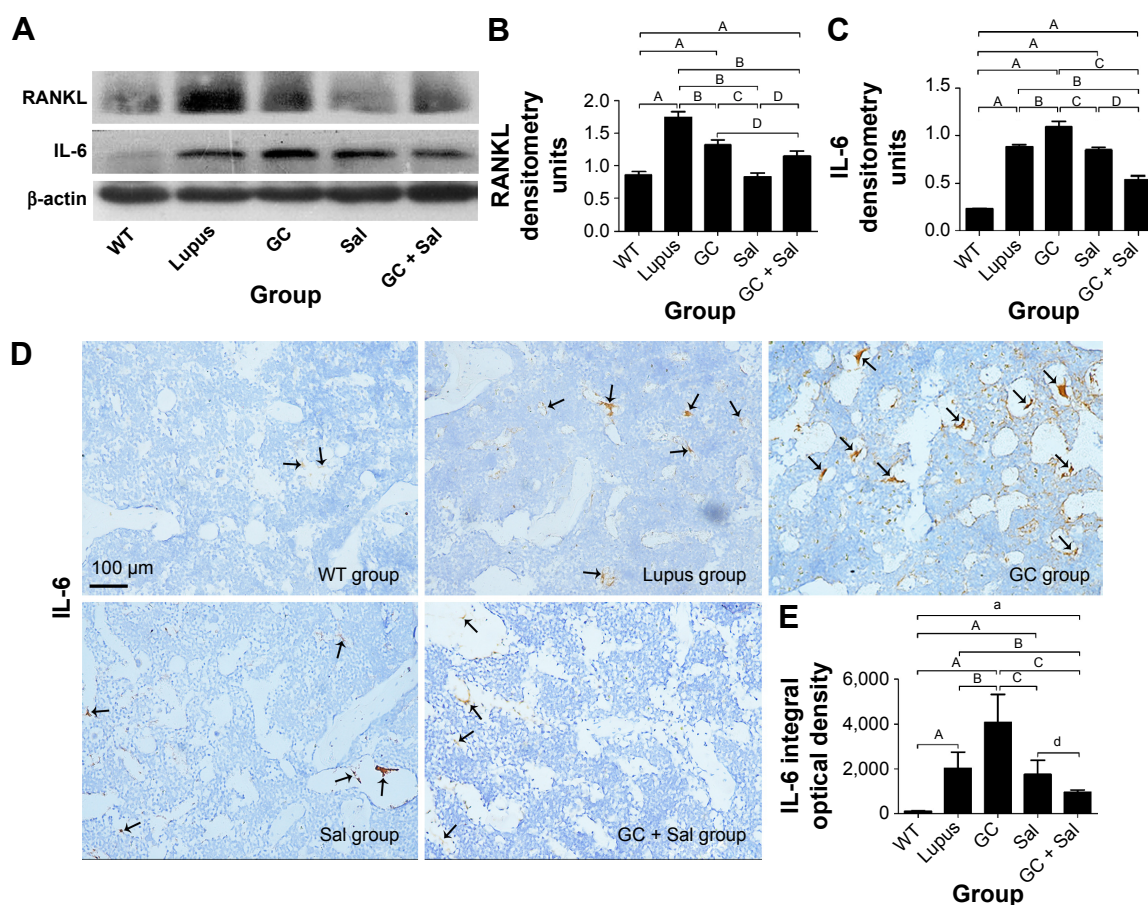 A
RANKL
IL-6
β-actin
WT
Lupus
GC
Sal
GC + Sal
Group
B
RANKL
densitometry
units
2.0
1.5
1.0
0.5
0.0
A
A
B
B
A
B
C
D
D
WT
Lupus
GC
Sal
GC + Sal
Group
C
IL-6
densitometry
units
1.5
1.0
0.5
0.0
A
A
A
C
B
A
B
C
D
WT
Lupus
GC
Sal
GC + Sal
Group
D
IL-6
100 µm
WT group
Lupus group
GC group
Sal group
GC + Sal group
E
IL-6 integral
optical density
6,000
4,000
2,000
0
a
A
B
A
C
B
C
A
d
WT
Lupus
GC
Sal
GC + Sal
Group